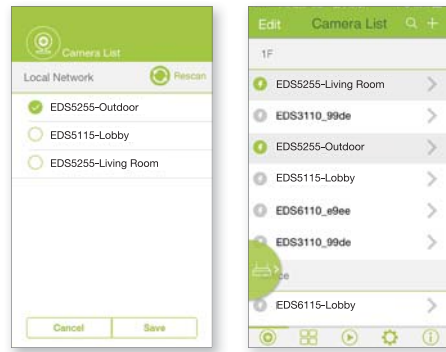 Camera List
Local Network
Rescan
EDS5255-Outdoor
EDS5115-Lobby
EDS5255-Living Room
Cancel
Save
Edit
Camera List
1F
EDS5255-Living Room
EDS3110_99de
EDS5255-Outdoor
EDS5115-Lobby
EDS6110_e9ee
EDS3110_99de
EDS6115-Lobby